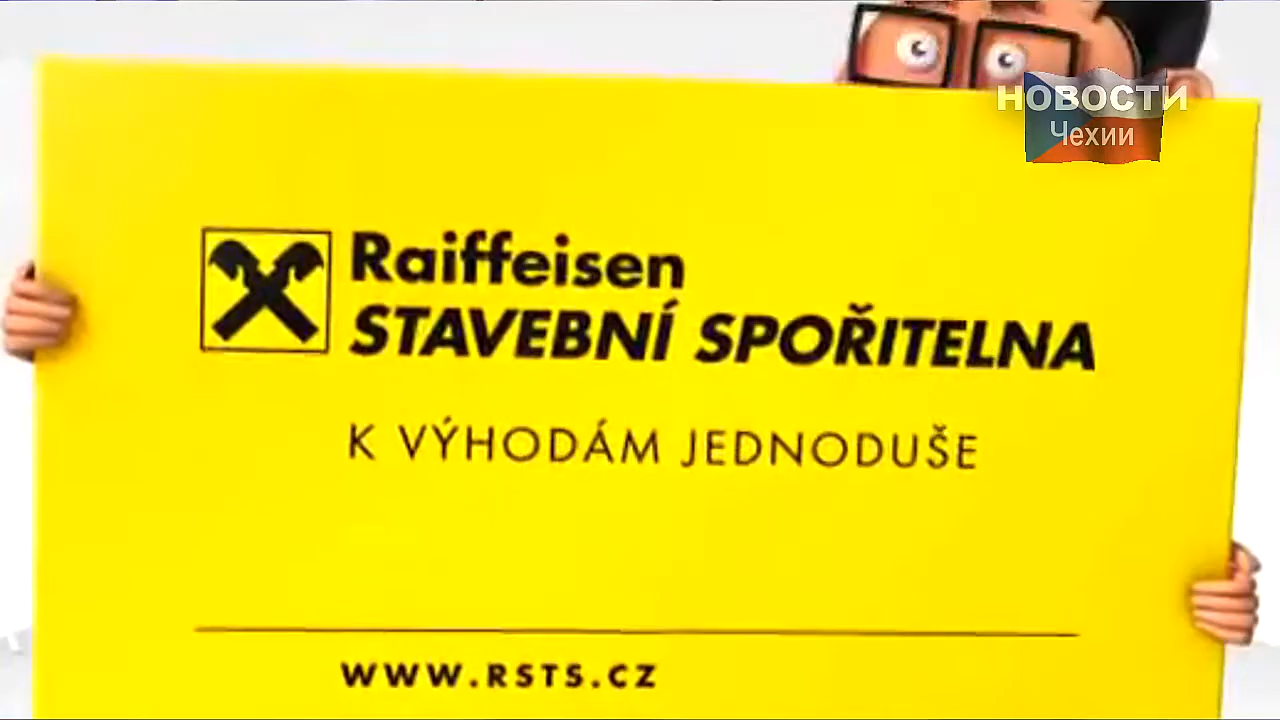 НОВОСТИ
Чехии
Raiffeisen
STAVEBNÍ SPOŘITELNA
K VÝHODÁM JEDNODUŠE
WWW.RSTS.CZ